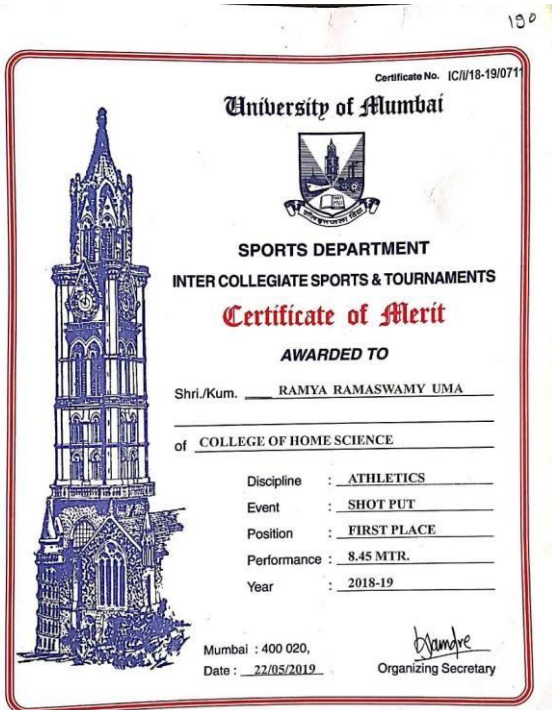 190
Certificate No. IC/I/18-19/0711
University of Mumbai
SPORTS DEPARTMENT
INTER COLLEGIATE SPORTS & TOURNAMENTS
Certificate of Merit
AWARDED TO
Shri./Kum. RAMYA RAMASWAMY UMA
of COLLEGE OF HOME SCIENCE
Discipline : ATHLETICS
Event : SHOT PUT
Position : FIRST PLACE
Performance : 8.45 MTR.
Year : 2018-19
Mumbai : 400 020,
Date : 22/05/2019
Organizing Secretary